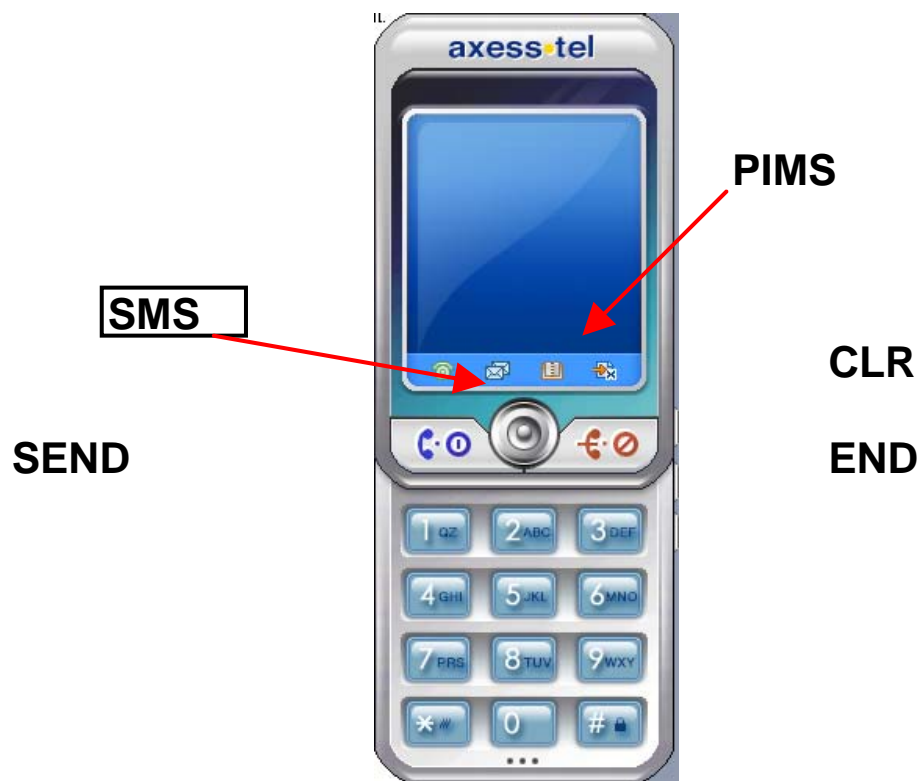 axess•tel
PIMS
SMS
CLR
SEND
END
1 QZ 2 ABC 3 DEF
4 GHI 5 JKL 6 MNO
7 PRS 8 TUV 9 WXY
* 0 #